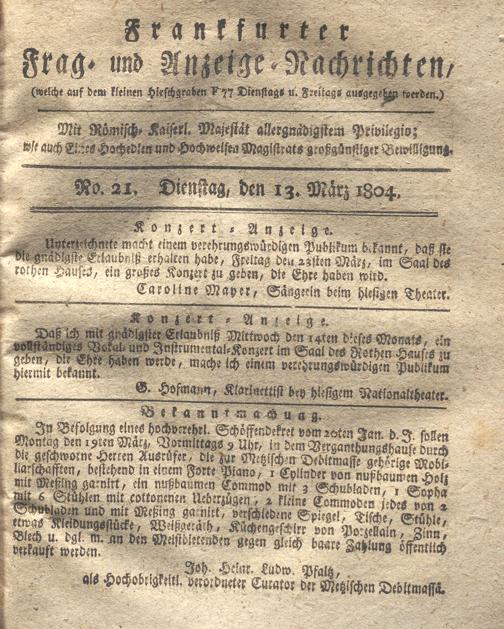 Frankfurter
Frag- und Anzeige-Nachrichten,
(welche auf dem kleinen Hirschgraben F 77 Dienstags u. Freitags ausgegeben werden.)
Mit Römisch-Kaiserl. Majestät allergnädigstem Privilegio;
wie auch Eines Hochedlen und Hochweisen Magistrats großgünstiger Bewilligung.
No. 21. Dienstag, den 13. März 1804.
Konzert-Anzeige.
Unterzeichnete macht einem verehrungswürdigen Publikum bekannt, daß sie
die gnädigste Erlaubniß erhalten habe, Freitag den 23sten März, im Saal des
rothen Hauses, ein großes Konzert zu geben, die Ehre haben wird.
Caroline Mayer, Sängerin beim hiesigen Theater.
Konzert-Anzeige.
Daß ich mit gnädigster Erlaubniß Mittwoch den 14ten dieses Monats, ein
vollständiges Vokal- und Instrumental-Konzert im Saal des Rothen Hauses zu
geben, die Ehre haben werde, mache ich einem verehrungswürdigen Publikum
hiermit bekannt.
G. Hofmann, Klarinettist bey hiesigem Nationaltheater.
Bekanntmachung.
In Befolgung eines hochverehrl. Schöffendekret vom 20ten Jan. d. J. sollen
Montag den 19ten März, Vormittags 9 Uhr, in dem Verganthungshause durch
die geschworne Herren Ausrüfer, die zur Metzischen Debitmasse gehörige Mobi-
liarschaften, bestehend in einem Forte Piano, 1 Cylinder von nußbaumen Holz
mit Meßing garnirt, ein nußbaumen Commod mit 3 Schubladen, 1 Sopha
mit 6 Stühlen mit cottonenen Ueberzügen, 2 kleine Commoden jedes von 2
Schubladen und mit Meßing garnirt, verschiedene Spiegel, Tische, Stühle,
etwas Kleidungsstücke, Weißgeräth, Küchengeschirr von Porzellain, Zinn,
Blech u. dgl. m. an den Meistbietenden gegen gleich baare Zahlung öffentlich
verkauft werden.
Joh. Heinr. Ludw. Pfaltz,
als Hochobrigkeitl. verordneter Curator der Metzischen Debitmassä.